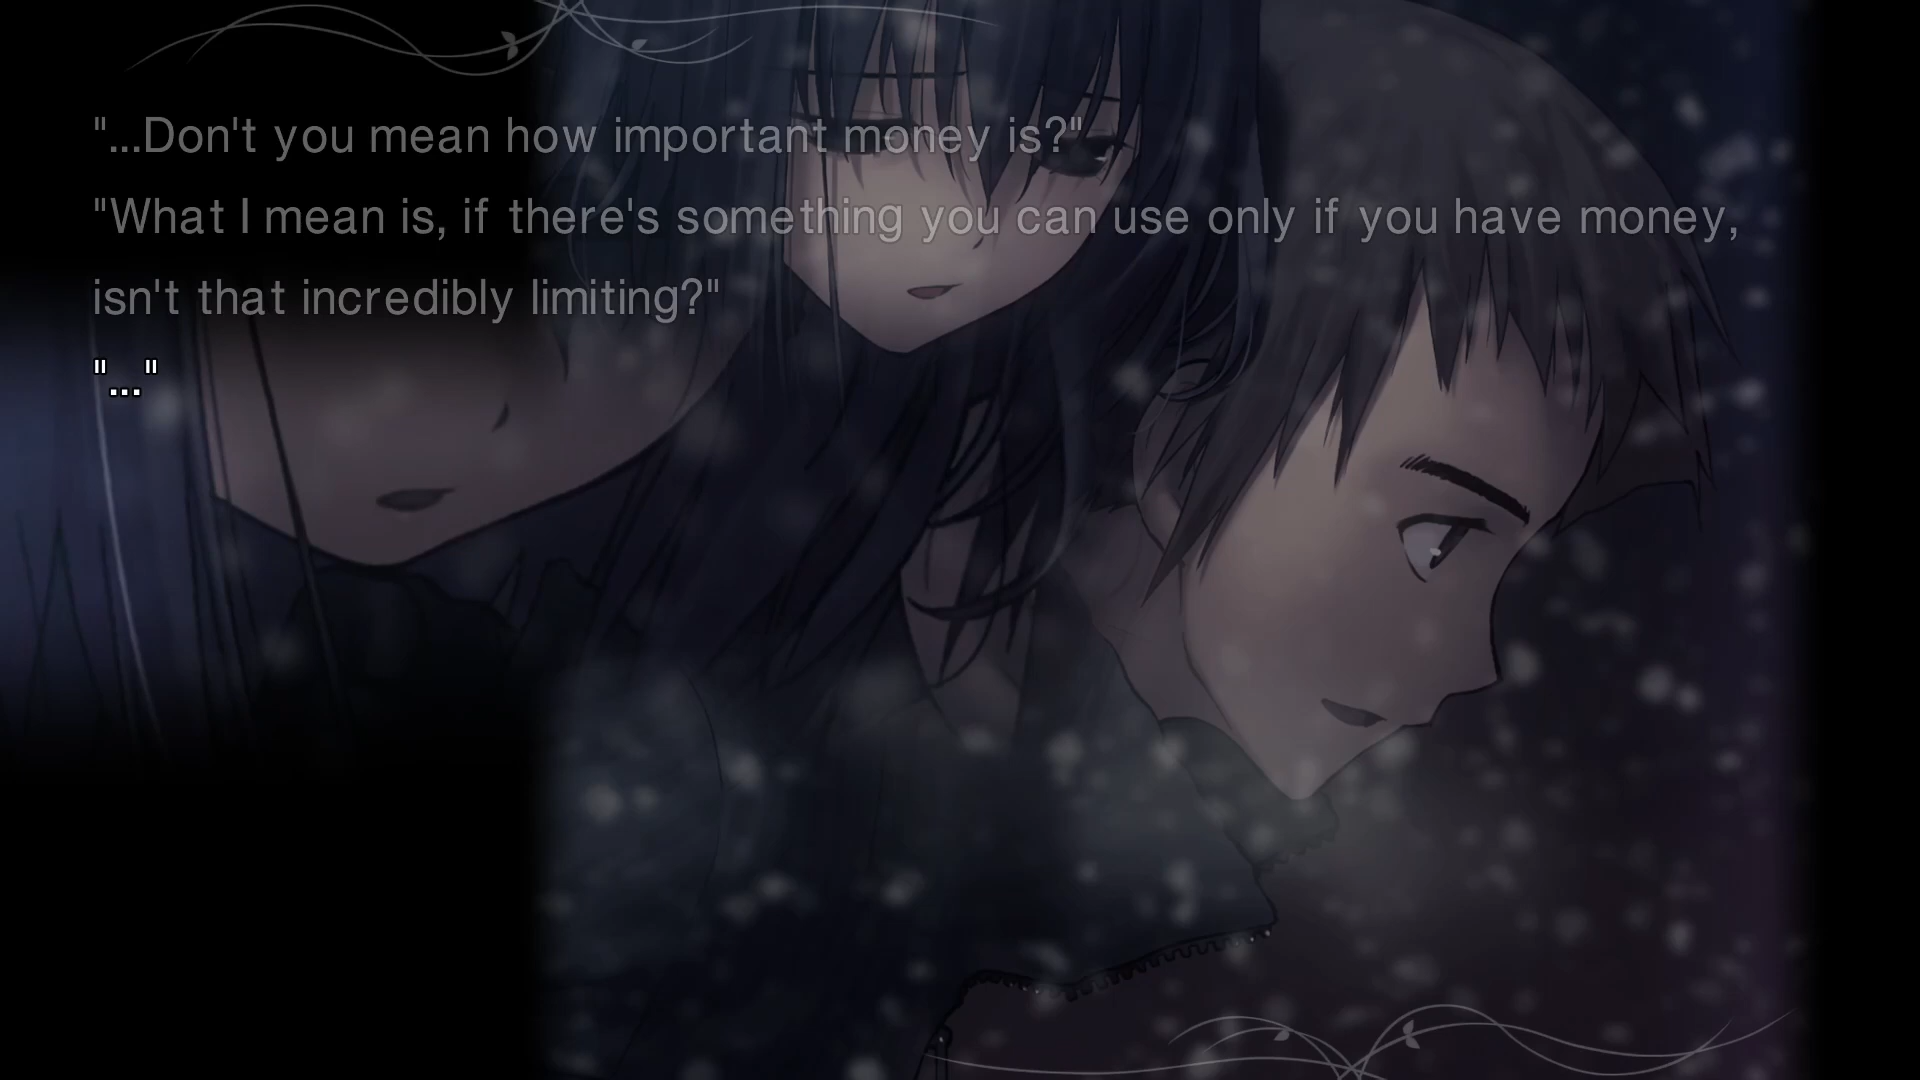 "...Don't you mean how important money is?"
"What I mean is, if there's something you can use only if you have money,
isn't that incredibly limiting?"
"..."